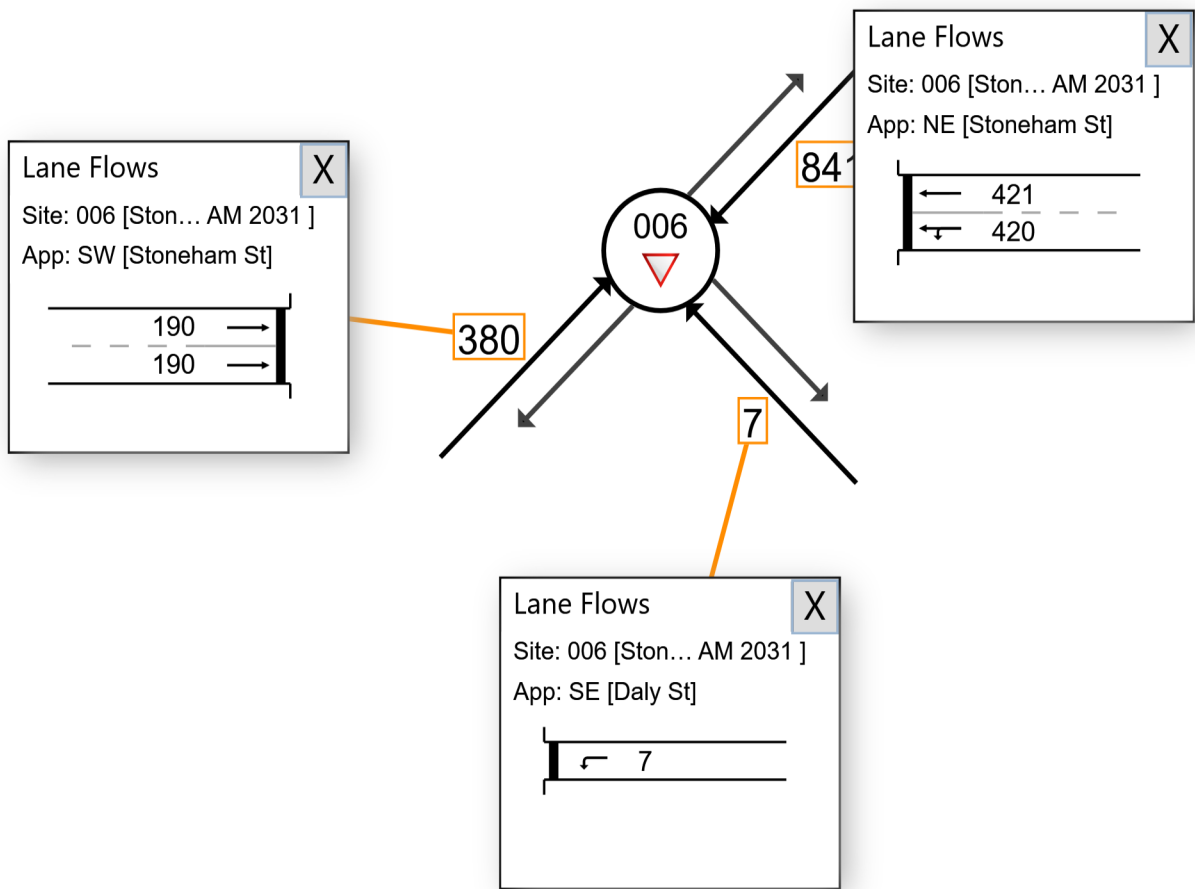 Lane Flows
X
Site: 006 [Ston... AM 2031 ]
App: SW [Stoneham St]
190
190
380
006
841
Lane Flows
X
Site: 006 [Ston... AM 2031 ]
App: NE [Stoneham St]
421
420
7
Lane Flows
X
Site: 006 [Ston... AM 2031 ]
App: SE [Daly St]
7